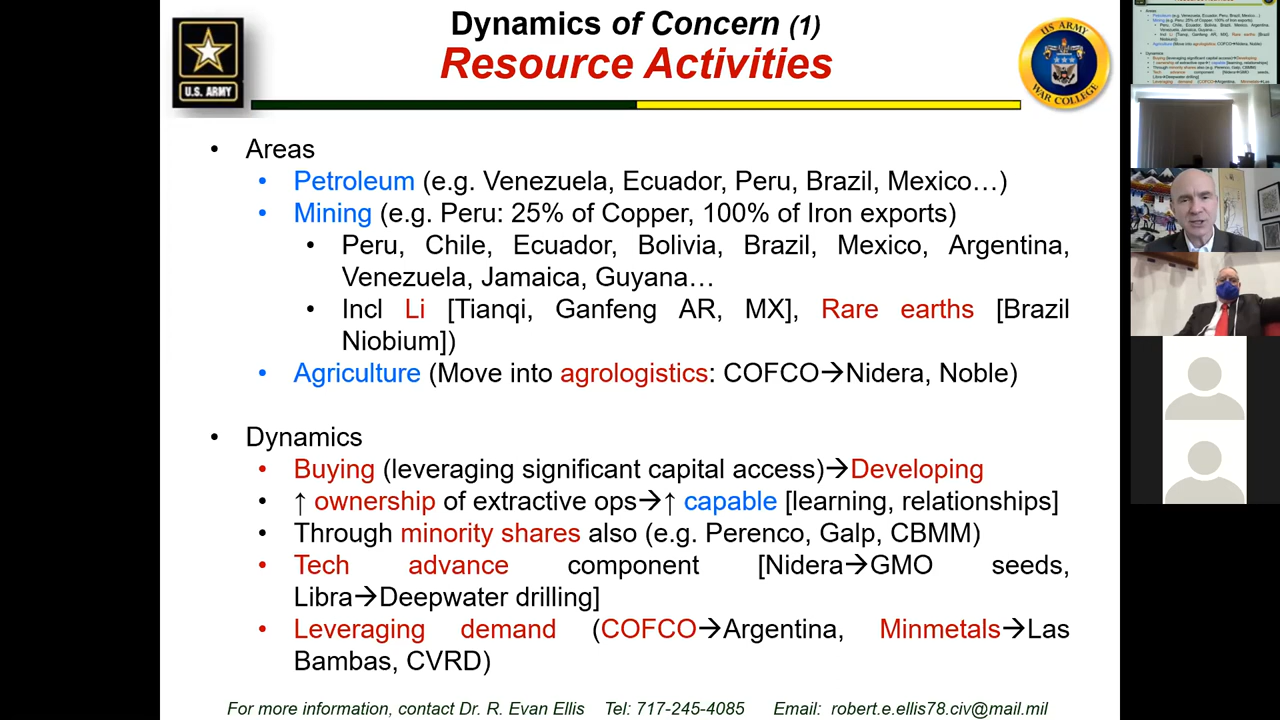 Dynamics of Concern (1)
Resource Activities
U.S. ARMY
US ARMY
WAR COLLEGE
• Areas
• Petroleum (e.g. Venezuela, Ecuador, Peru, Brazil, Mexico…)
• Mining (e.g. Peru: 25% of Copper, 100% of Iron exports)
• Peru, Chile, Ecuador, Bolivia, Brazil, Mexico, Argentina,
Venezuela, Jamaica, Guyana…
• Incl Li [Tianqi, Ganfeng AR, MX], Rare earths [Brazil
Niobium])
• Agriculture (Move into agrologistics: COFCO→Nidera, Noble)
• Dynamics
• Buying (leveraging significant capital access)→Developing
• ↑ ownership of extractive ops→↑ capable [learning, relationships]
• Through minority shares also (e.g. Perenco, Galp, CBMM)
• Tech advance component [Nidera→GMO seeds,
Libra→Deepwater drilling]
• Leveraging demand (COFCO→Argentina, Minmetals→Las
Bambas, CVRD)
For more information, contact Dr. R. Evan Ellis Tel: 717-245-4085 Email: robert.e.ellis78.civ@mail.mil